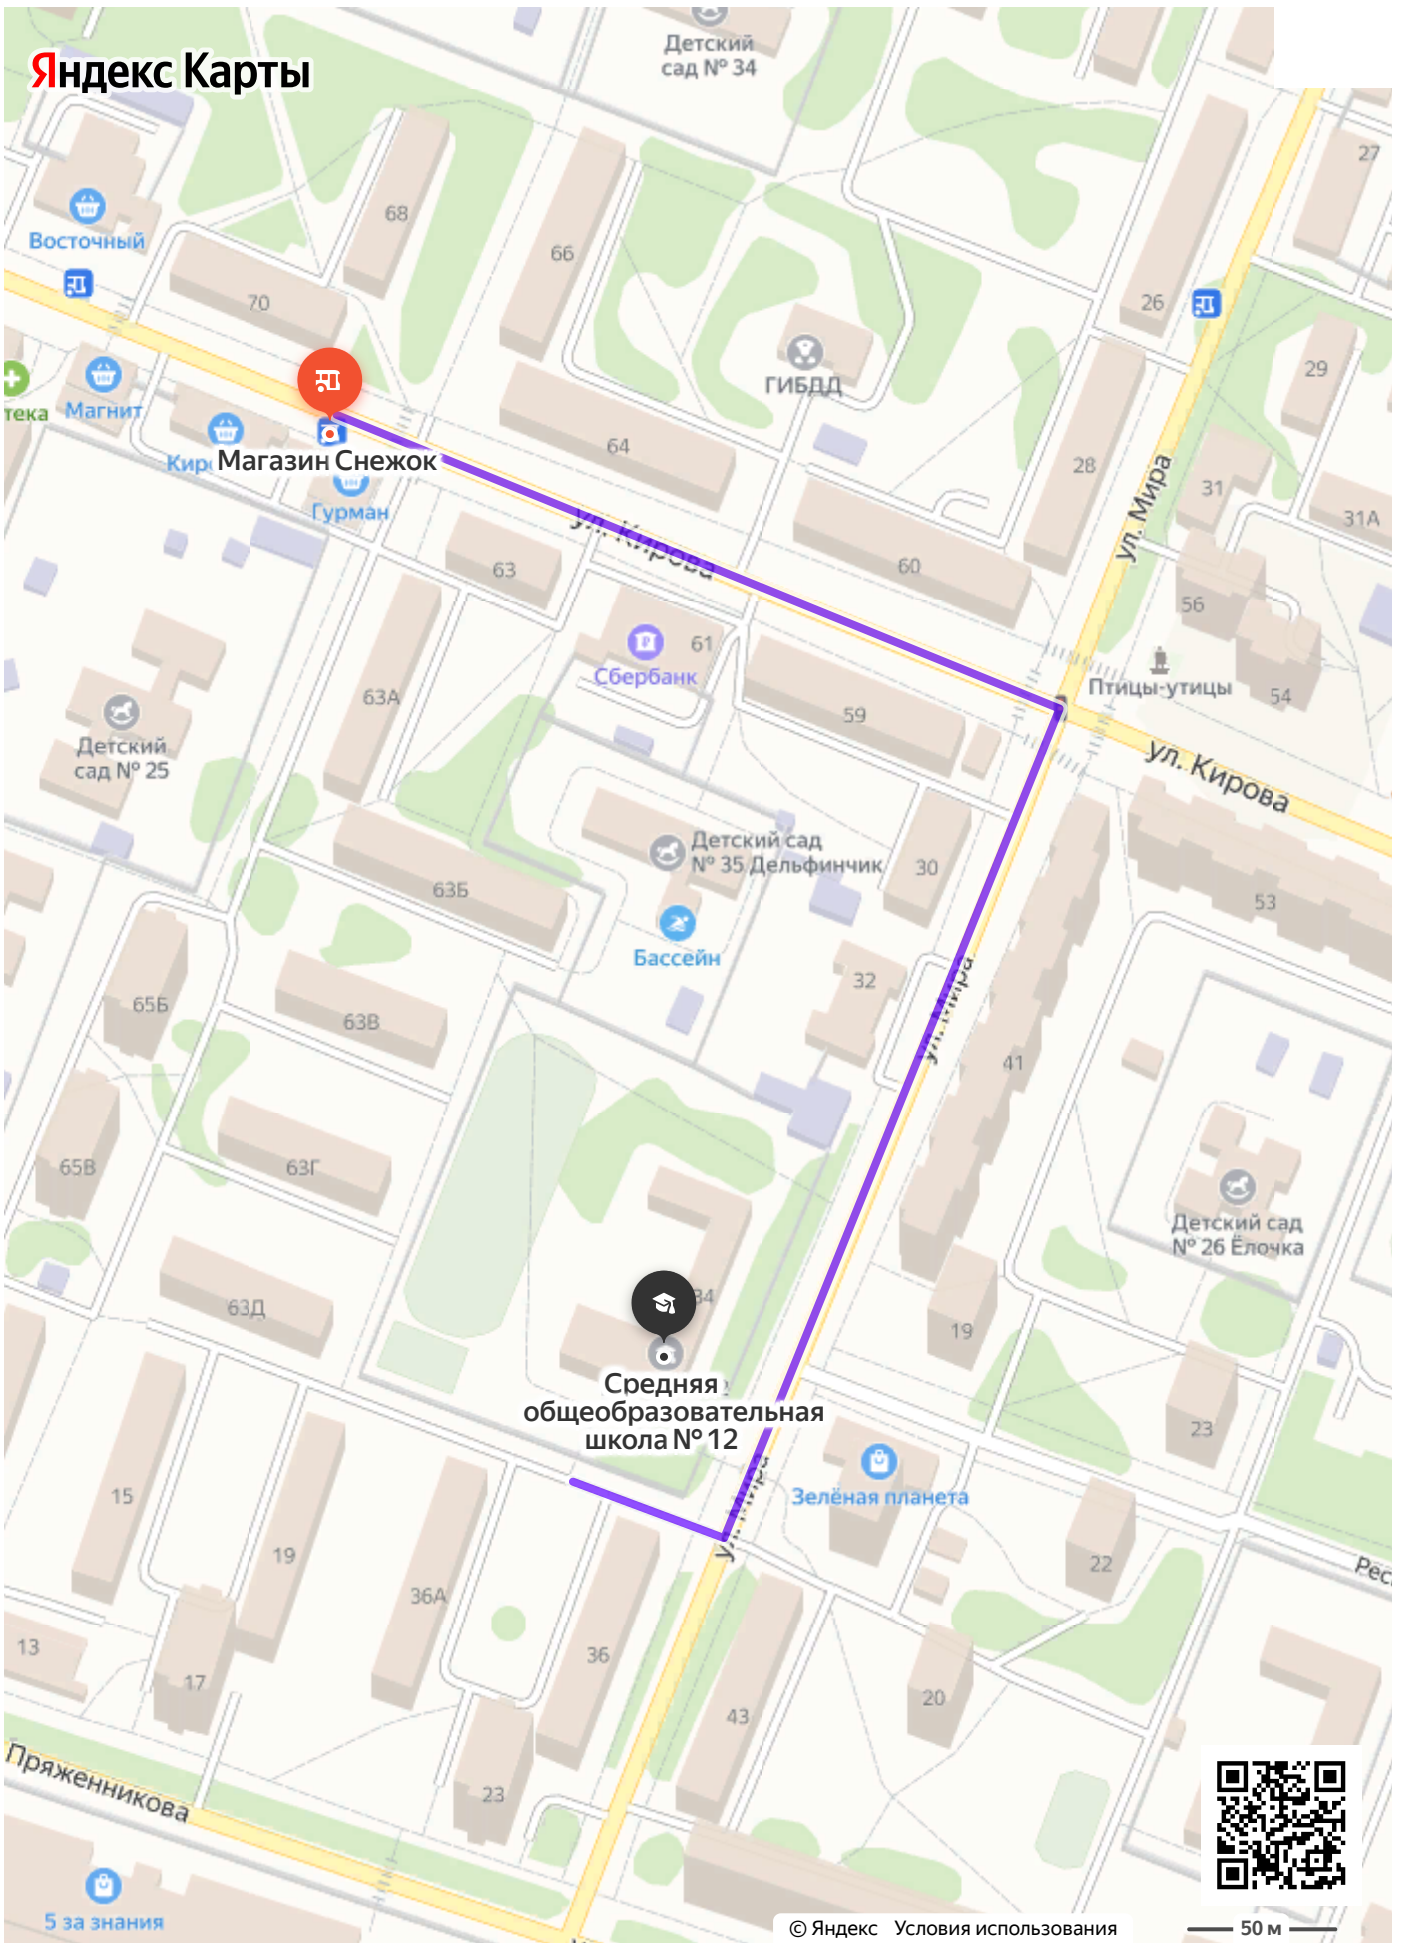 Яндекс Карты
Детский
сад № 34
27
68
66
Восточный
70
26
29
ГИБДД
Магнит
тека
64
28
ул. Мира
31
31А
Кир
Магазин Снежок
Гурман
ул. Кирова
63
60
56
61
Сбербанк
63А
Птицы-утицы
54
59
Детский
сад № 25
ул. Кирова
Детский сад
№ 35 Дельфинчик
30
63Б
53
Бассейн
32
65Б
63В
ул. Мира
41
65В
63Г
Детский сад
№ 26 Ёлочка
34
63Д
19
Средняя
общеобразовательная
школа № 12
23
Зелёная планета
15
ул. Мира
19
22
Рес
36А
13
36
17
20
43
Пряженникова
23
5 за знания
© Яндекс Условия использования
50 м